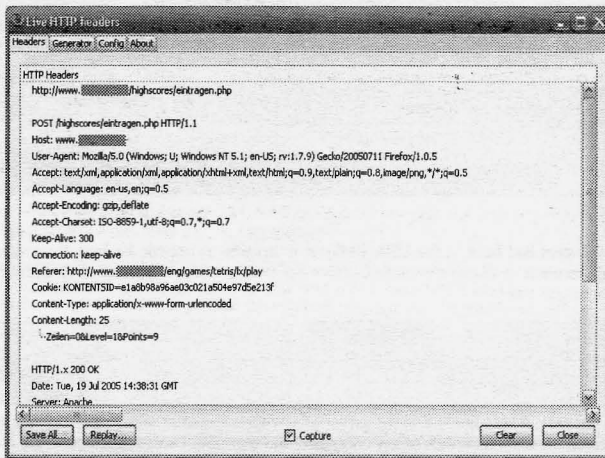 Live HTTP headers
Headers Generator Config About
HTTP Headers
http://www. /highscores/eintragen.php
POST /highscores/eintragen.php HTTP/1.1
Host: www.
User-Agent: Mozilla/5.0 (Windows; U; Windows NT 5.1; en-US; rv:1.7.9) Gecko/20050711 Firefox/1.0.5
Accept: text/xml,application/xml,application/xhtml+xml,text/html;q=0.9,text/plain;q=0.8,image/png,*/*;q=0.5
Accept-Language: en-us,en;q=0.5
Accept-Encoding: gzip,deflate
Accept-Charset: ISO-8859-1,utf-8;q=0.7,*;q=0.7
Keep-Alive: 300
Connection: keep-alive
Referer: http://www. /eng/games/tetris/lx/play
Cookie: KONTENTSID=e1a8b98a96ae03c021a504e97d5e213f
Content-Type: application/x-www-form-urlencoded
Content-Length: 25
Zeilen=0&Level=1&Points=9
HTTP/1.x 200 OK
Date: Tue, 19 Jul 2005 14:38:31 GMT
Server: Apache
Save All... Replay... Capture Clear Close